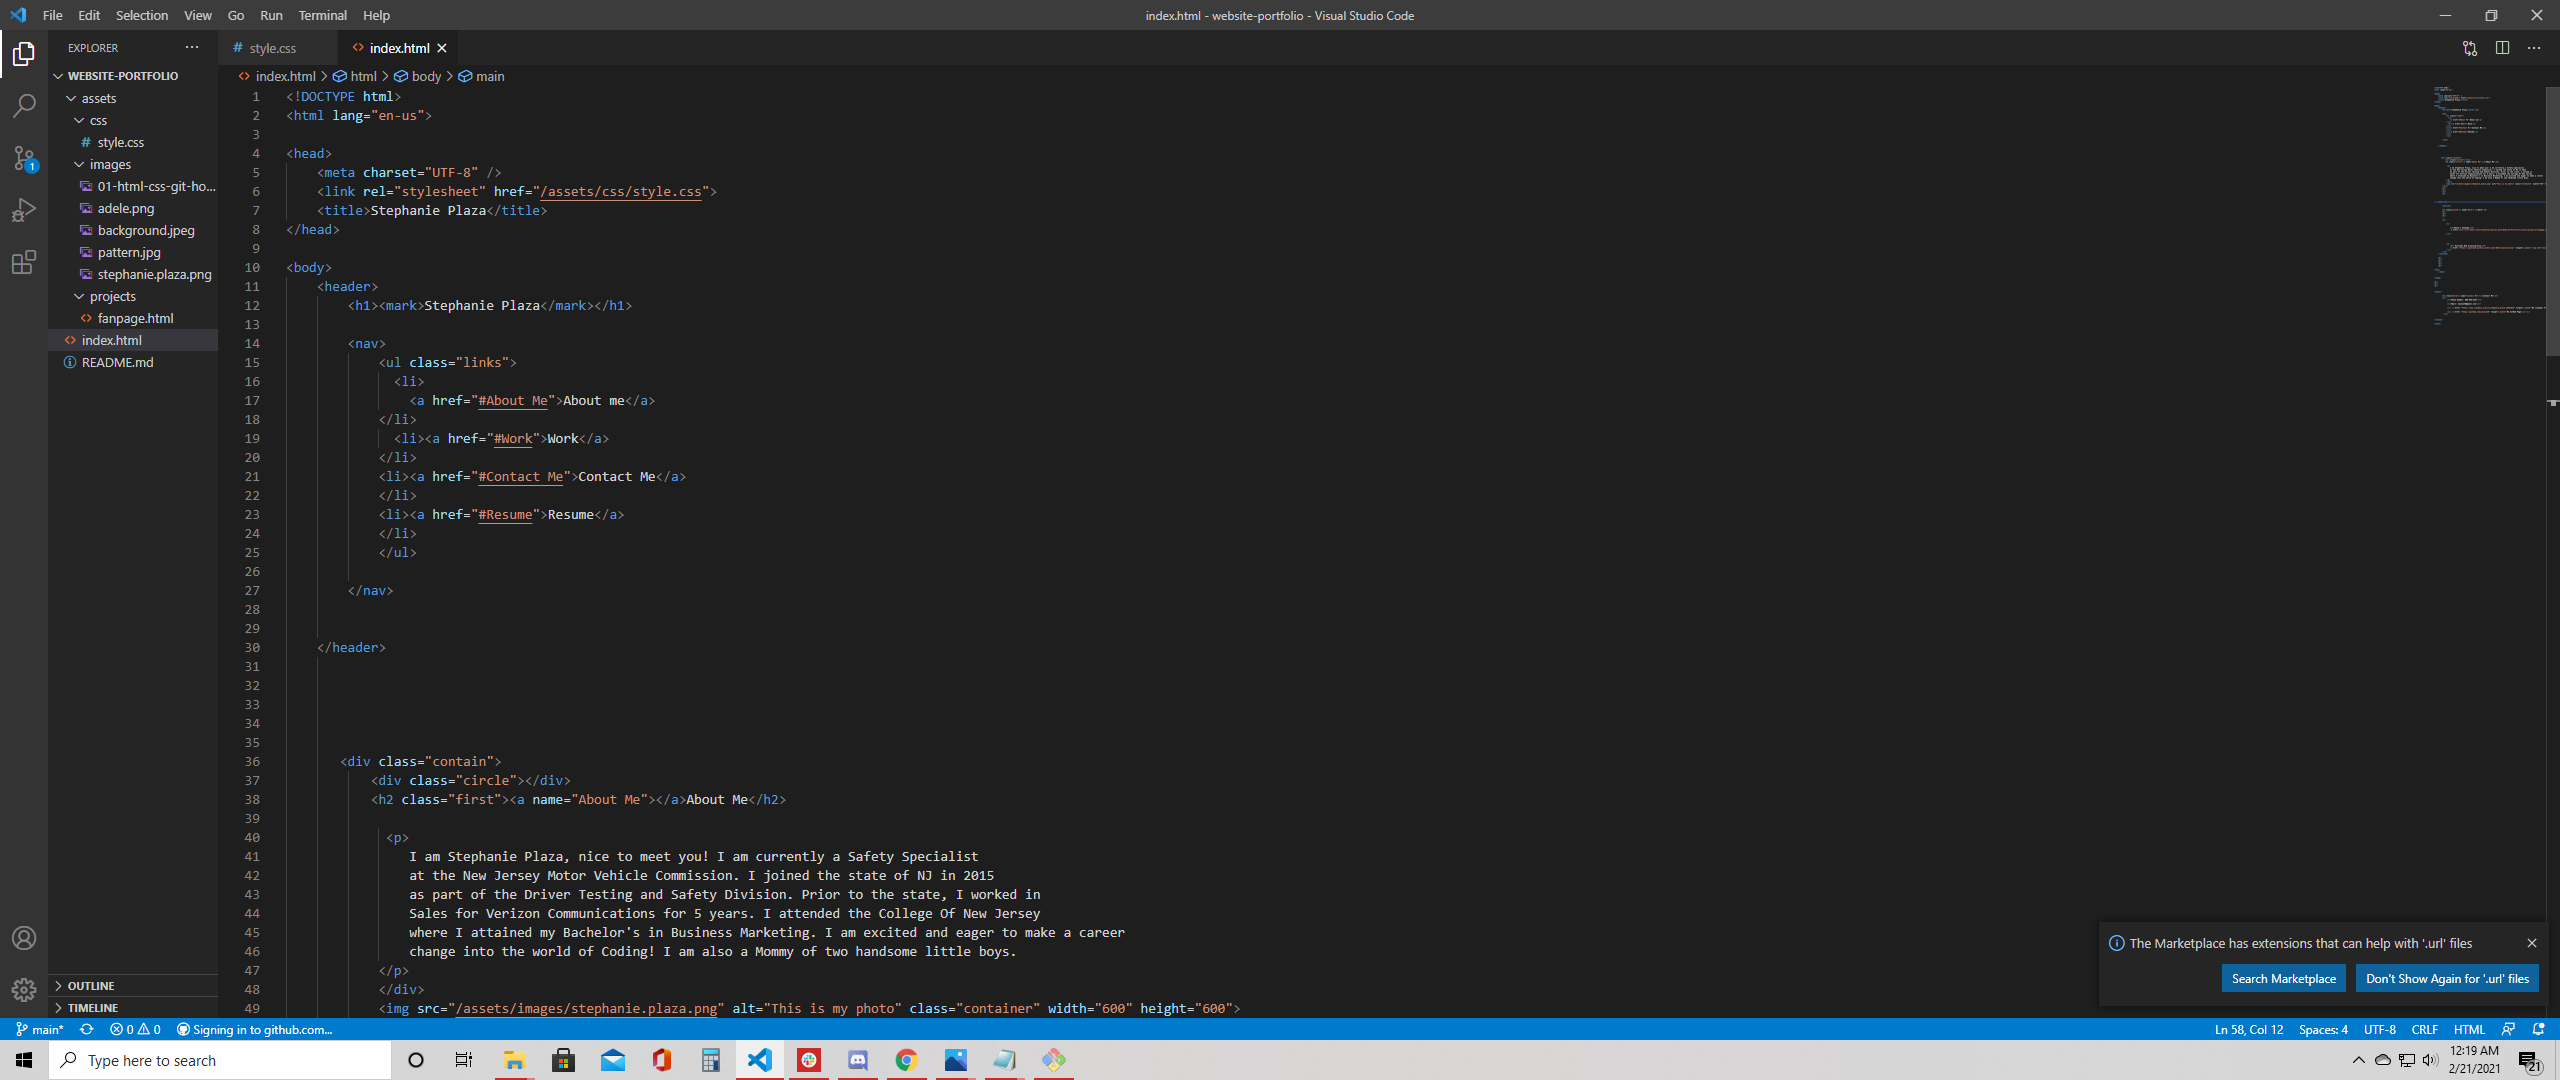 File Edit Selection View Go Run Terminal Help
index.html - website-portfolio - Visual Studio Code
EXPLORER
WEBSITE-PORTFOLIO
assets
css
style.css
images
01-html-css-git-ho...
adele.png
background.jpeg
pattern.jpg
stephanie.plaza.png
projects
fanpage.html
index.html
README.md
OUTLINE
TIMELINE
style.css
index.html
index.html > html > body > main
1 <!DOCTYPE html>
2 <html lang="en-us">
3
4 <head>
5 <meta charset="UTF-8" />
6 <link rel="stylesheet" href="/assets/css/style.css">
7 <title>Stephanie Plaza</title>
8 </head>
9
10 <body>
11 <header>
12 <h1><mark>Stephanie Plaza</mark></h1>
13
14 <nav>
15 <ul class="links">
16 <li>
17 <a href="#About Me">About me</a>
18 </li>
19 <li><a href="#Work">Work</a>
20 </li>
21 <li><a href="#Contact Me">Contact Me</a>
22 </li>
23 <li><a href="#Resume">Resume</a>
24 </li>
25 </ul>
26
27 </nav>
28
29
30 </header>
31
32
33
34
35
36 <div class="contain">
37 <div class="circle"></div>
38 <h2 class="first"><a name="About Me"></a>About Me</h2>
39
40 <p>
41 I am Stephanie Plaza, nice to meet you! I am currently a Safety Specialist
42 at the New Jersey Motor Vehicle Commission. I joined the state of NJ in 2015
43 as part of the Driver Testing and Safety Division. Prior to the state, I worked in
44 Sales for Verizon Communications for 5 years. I attended the College Of New Jersey
45 where I attained my Bachelor's in Business Marketing. I am excited and eager to make a career
46 change into the world of Coding! I am also a Mommy of two handsome little boys.
47 </p>
48 </div>
49 <img src="/assets/images/stephanie.plaza.png" alt="This is my photo" class="container" width="600" height="600">
The Marketplace has extensions that can help with '.url' files
Search Marketplace
Don't Show Again for '.url' files
main* 0 0 Signing in to github.com...
Ln 58, Col 12 Spaces: 4 UTF-8 CRLF HTML
Type here to search
12:19 AM
2/21/2021
21
1